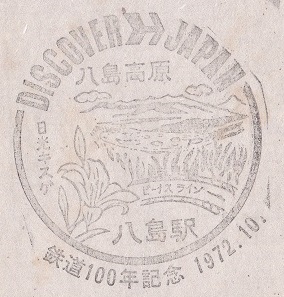 DISCOVER JAPAN
八島高原
日光キスゲ
ビーナスライン
八島駅
鉄道100年記念 1972.10.